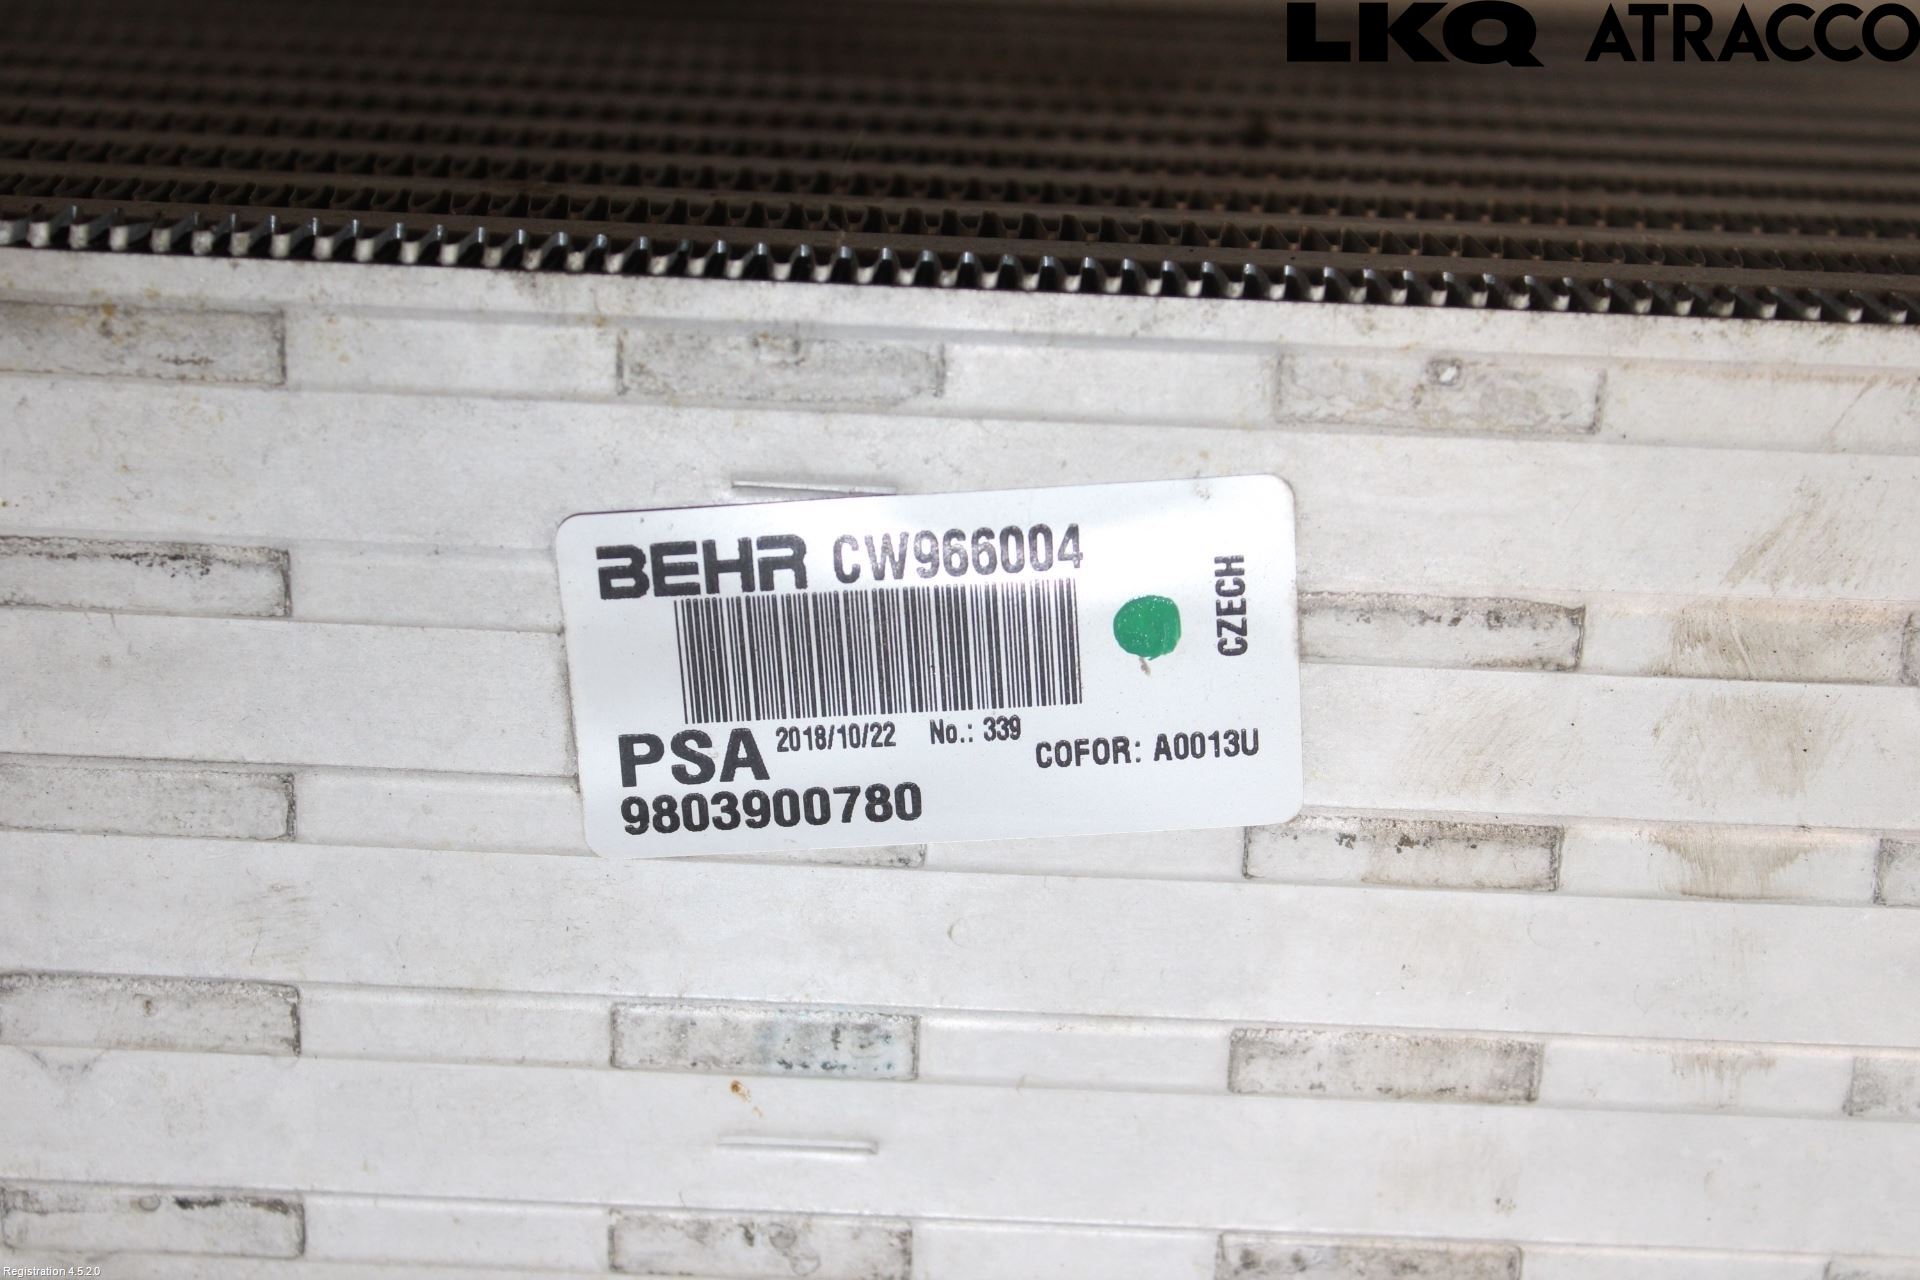 LKQ ATRACCO
BEHR CW966004
CZECH
PSA 2018/10/22 No.: 339
COFOR: A0013U
9803900780
Registration 4.5.2.0